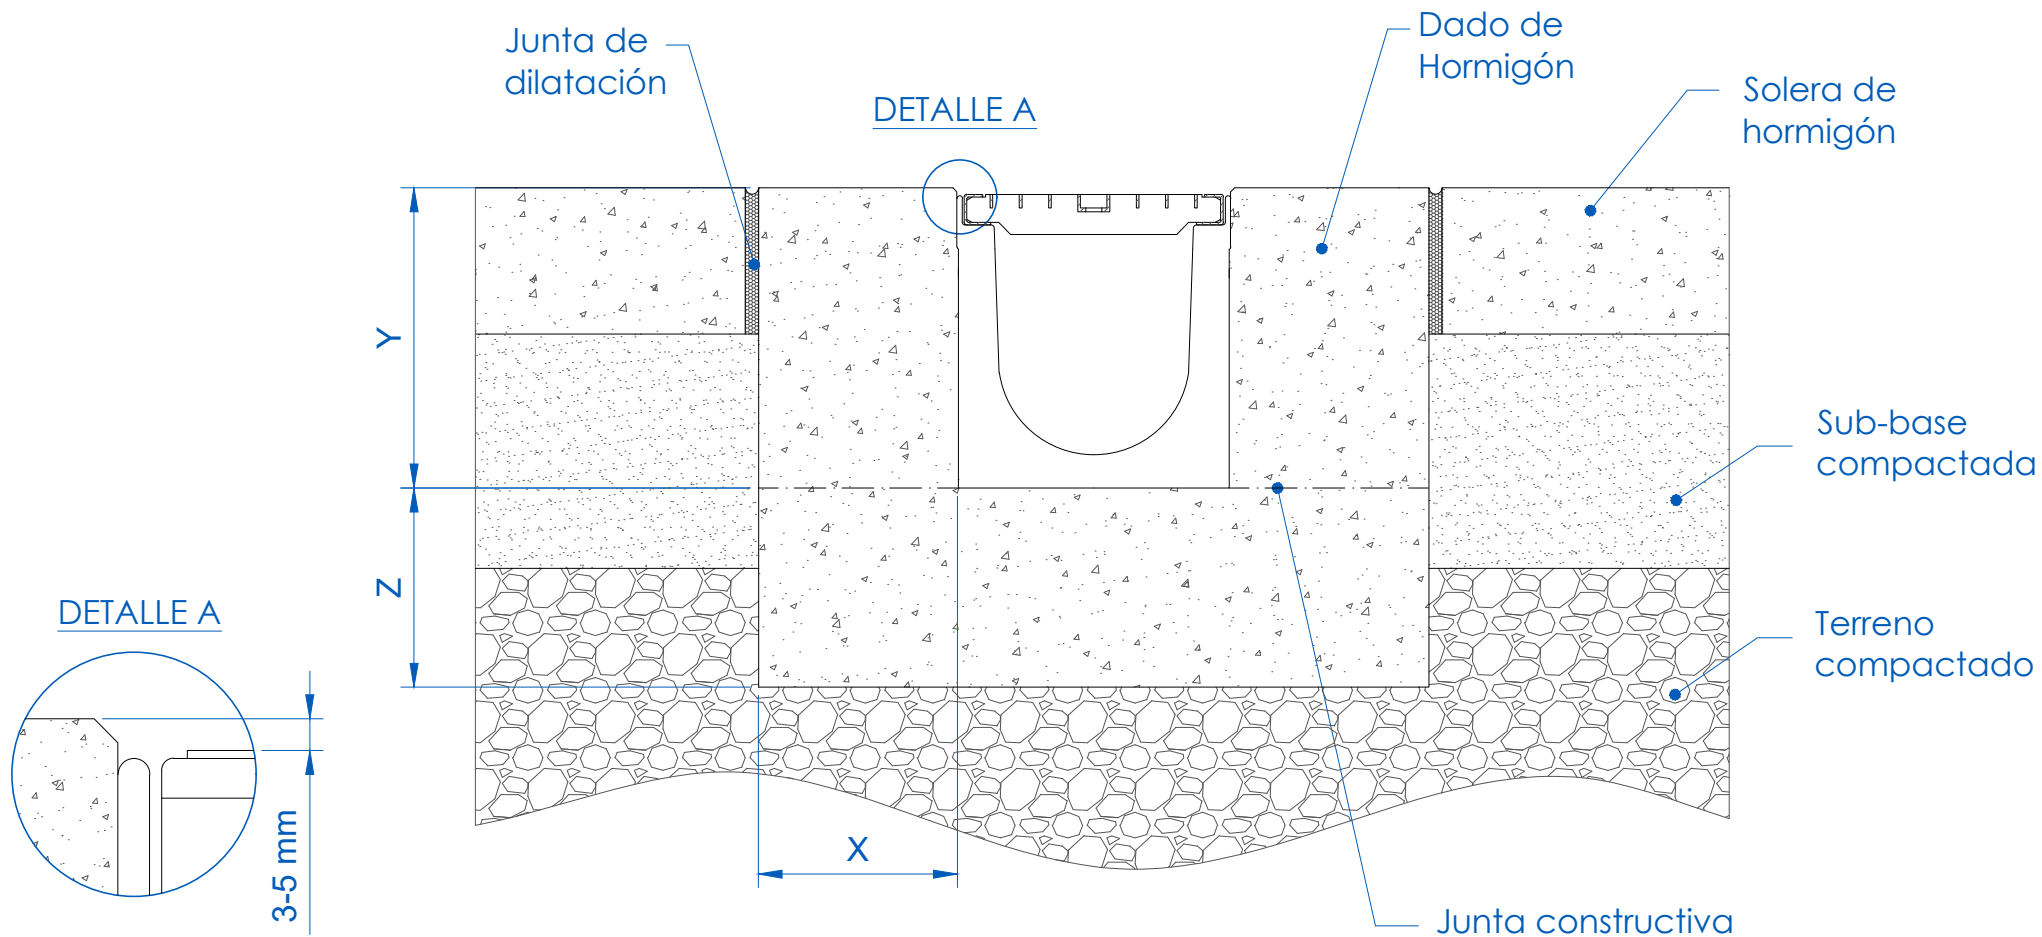 Junta de
dilatación
DETALLE A
Dado de
Hormigón
Solera de
hormigón
Y
Sub-base
compactada
Z
DETALLE A
Terreno
compactado
3-5 mm
X
Junta constructiva